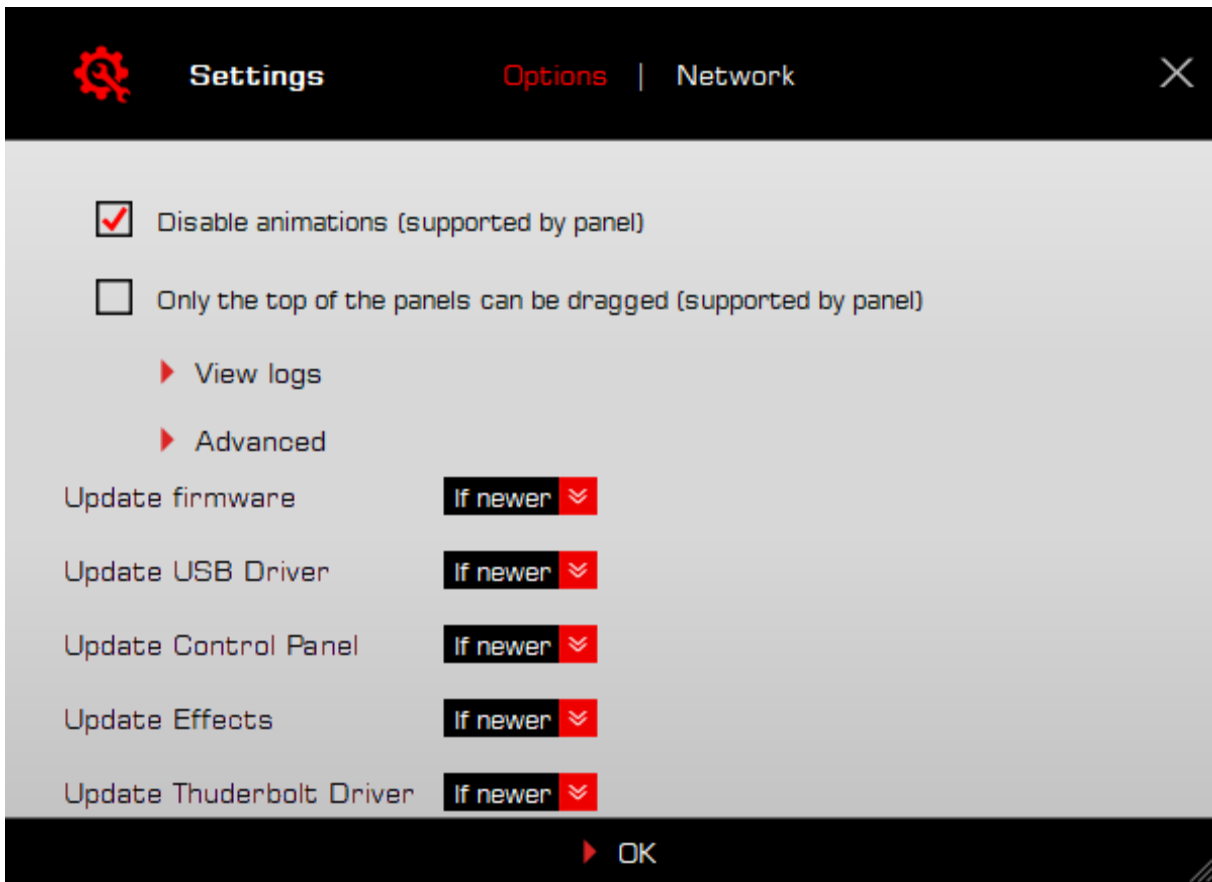 Settings Options | Network
Disable animations (supported by panel)
Only the top of the panels can be dragged (supported by panel)
View logs
Advanced
Update firmware If newer
Update USB Driver If newer
Update Control Panel If newer
Update Effects If newer
Update Thuderbolt Driver If newer
OK